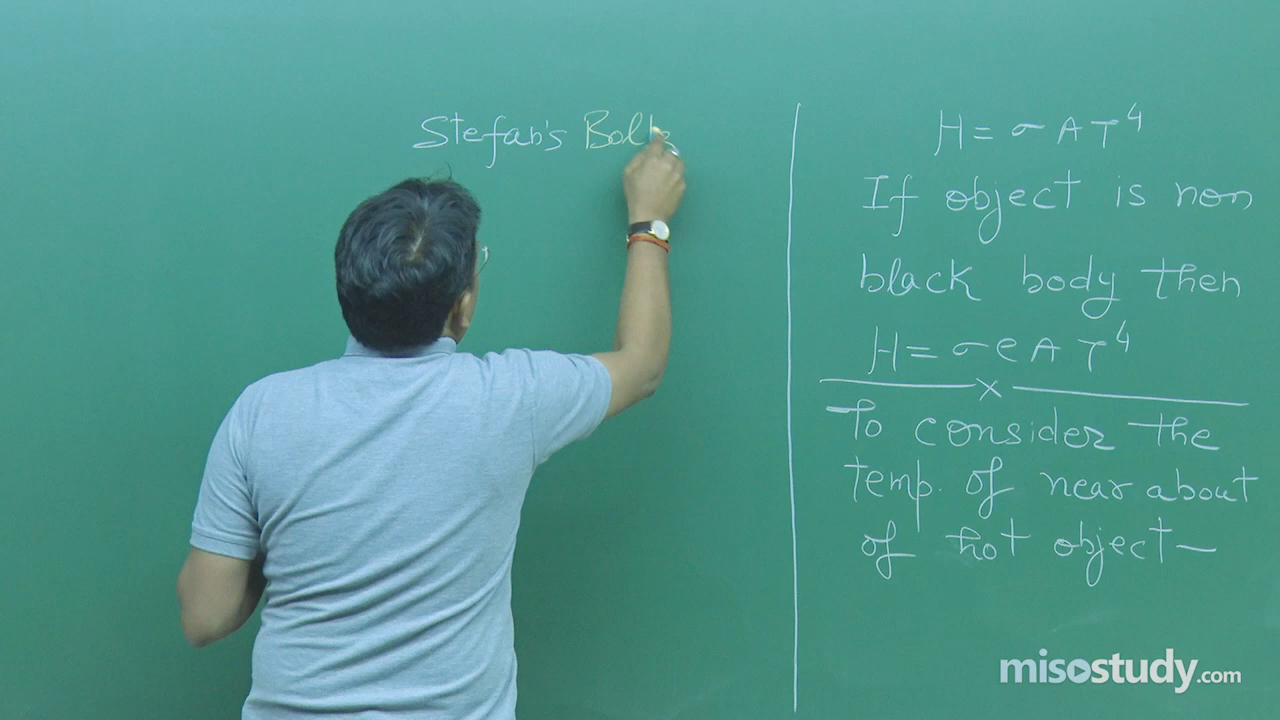 Stefan's Bolt
H = σ A T⁴
If object is non
black body then
H = σ e A T⁴
To consider the
temp. of near about
of hot object—
misostudy.com